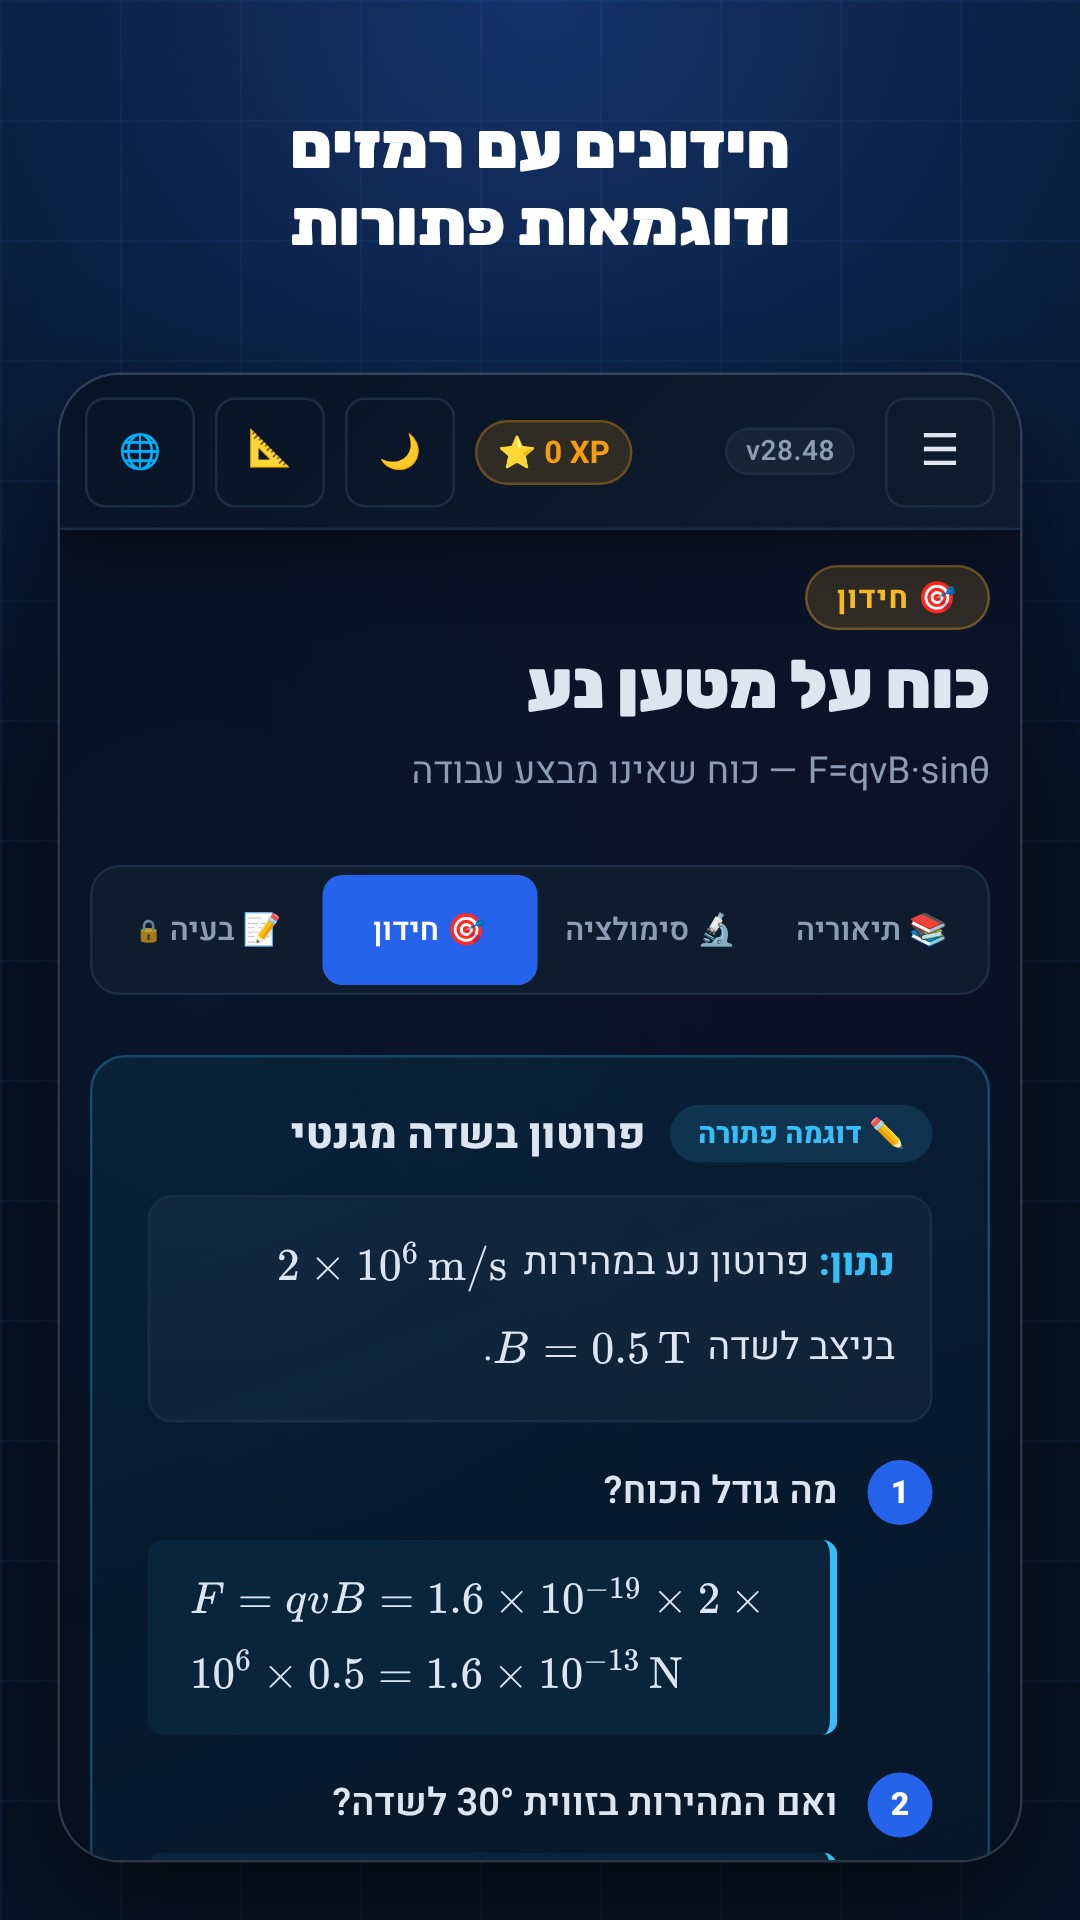 חידונים עם רמזים
ודוגמאות פתורות
☰ v28.48 ⭐ 0 XP 🌙 📐 🌐
🎯 חידון
כוח על מטען נע
F=qvB·sinθ — כוח שאינו מבצע עבודה
📚 תיאוריה 🔬 סימולציה 🎯 חידון 📝 בעיה 🔒
✏️ דוגמה פתורה פרוטון בשדה מגנטי
נתון: פרוטון נע במהירות 2 × 10⁶ m/s
בניצב לשדה B = 0.5 T.
1 מה גודל הכוח?
F = qvB = 1.6 × 10⁻¹⁹ × 2 ×
10⁶ × 0.5 = 1.6 × 10⁻¹³ N
2 ואם המהירות בזווית 30° לשדה?